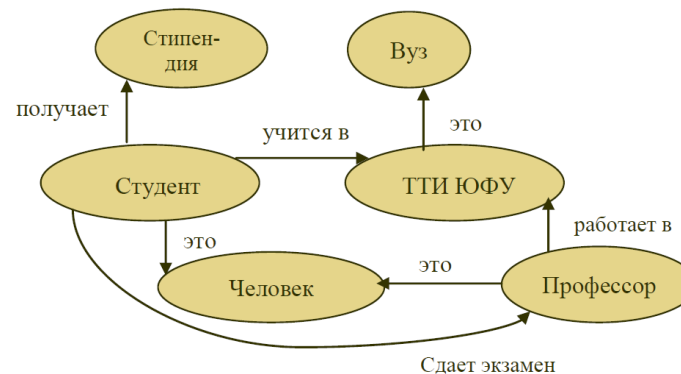 Стипен-
дия
Вуз
получает
это
учится в
Студент
ТТИ ЮФУ
это
работает в
Человек
это
Профессор
Сдает экзамен